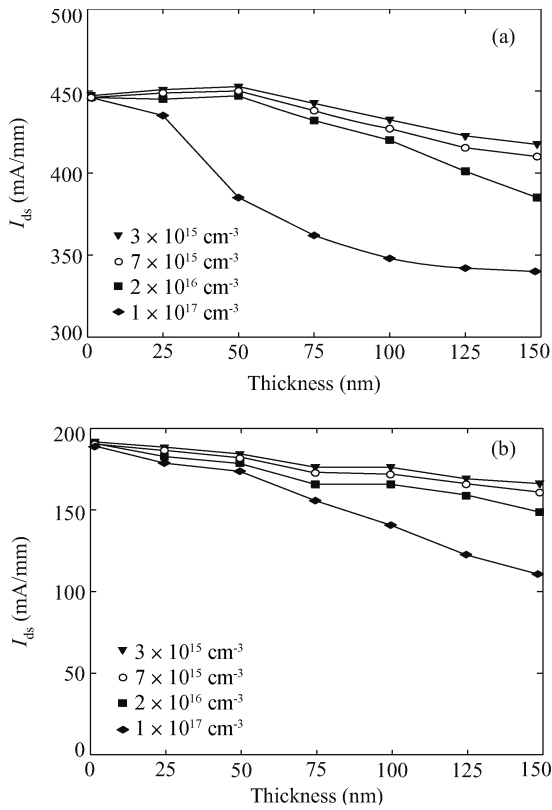 (a)
500
450
400
350
300
I_ds (mA/mm)
3 × 10^15 cm^-3
7 × 10^15 cm^-3
2 × 10^16 cm^-3
1 × 10^17 cm^-3
0 25 50 75 100 125 150
Thickness (nm)
(b)
200
150
100
50
0
I_ds (mA/mm)
3 × 10^15 cm^-3
7 × 10^15 cm^-3
2 × 10^16 cm^-3
1 × 10^17 cm^-3
0 25 50 75 100 125 150
Thickness (nm)